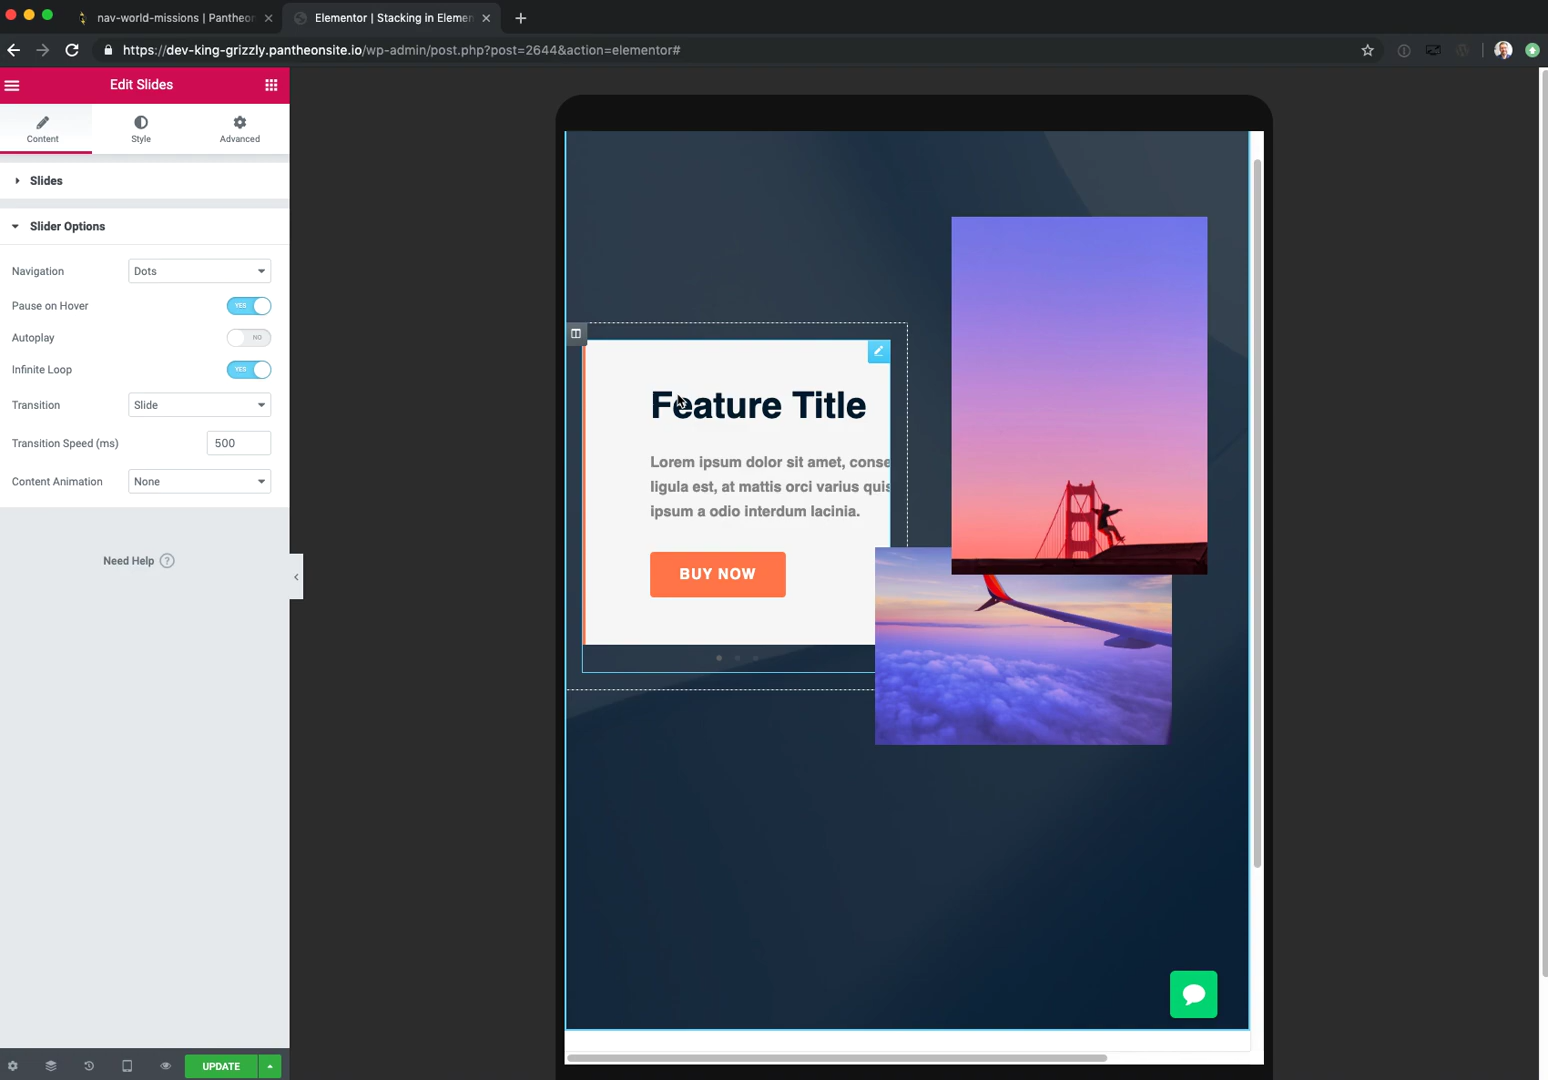 nav-world-missions | Pantheon
Elementor | Stacking in Elemen
https://dev-king-grizzly.pantheonsite.io/wp-admin/post.php?post=2644&action=elementor#
Edit Slides
Content
Style
Advanced
Slides
Slider Options
Navigation
Dots
Pause on Hover
YES
Autoplay
NO
Infinite Loop
YES
Transition
Slide
Transition Speed (ms)
500
Content Animation
None
Need Help ?
UPDATE
Feature Title
Lorem ipsum dolor sit amet, conse
ligula est, at mattis orci varius quis
ipsum a odio interdum lacinia.
BUY NOW